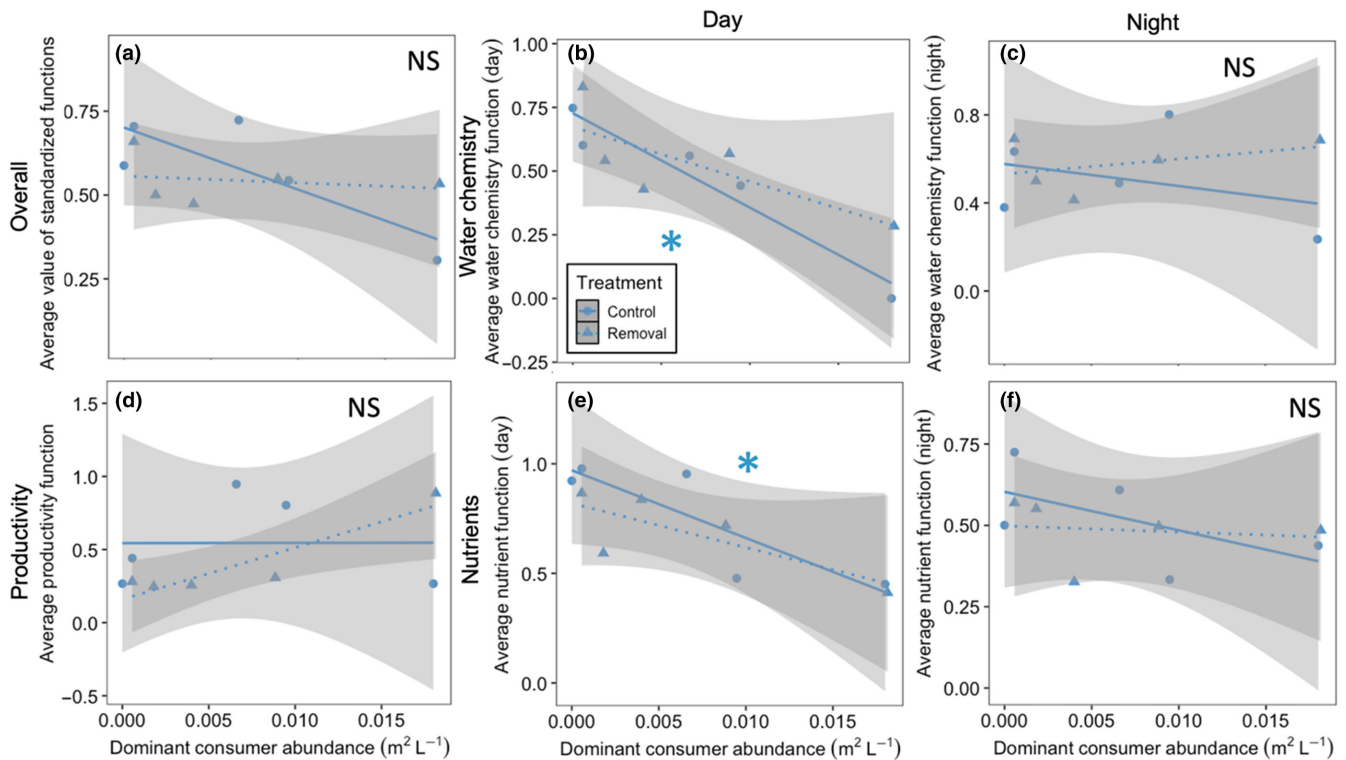 Day
Night
Overall
Average value of standardized functions
(a)
NS
0.75
0.50
0.25
Water chemistry
Average water chemistry function (day)
(b)
1.00
0.75
0.50
0.25
0.00
−0.25
*
Treatment
Control
Removal
Average water chemistry function (night)
(c)
NS
0.8
0.4
0.0
Productivity
Average productivity function
(d)
NS
1.5
1.0
0.5
0.0
−0.5
0.000 0.005 0.010 0.015
Dominant consumer abundance (m² L⁻¹)
Nutrients
Average nutrient function (day)
(e)
*
1.0
0.5
0.0
0.000 0.005 0.010 0.015
Dominant consumer abundance (m² L⁻¹)
Average nutrient function (night)
(f)
NS
0.75
0.50
0.25
0.00
0.000 0.005 0.010 0.015
Dominant consumer abundance (m² L⁻¹)